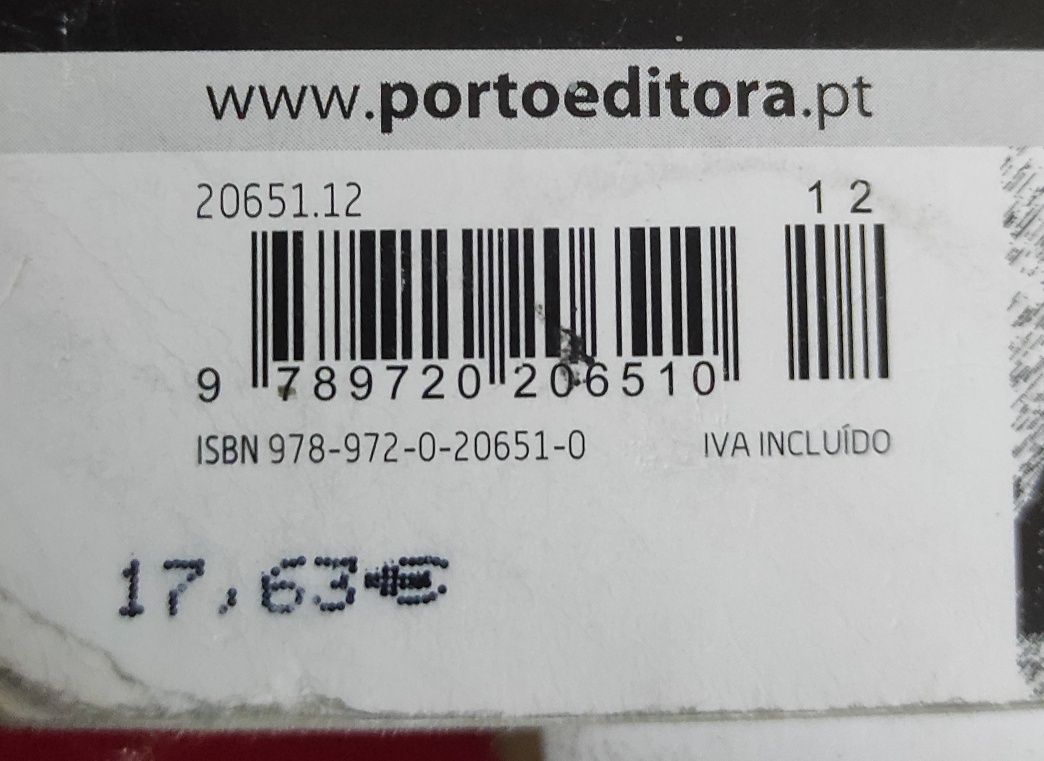 www.portoeditora.pt
20651.12
12
9 789720 206510
ISBN 978-972-0-20651-0
IVA INCLUÍDO
17,63€